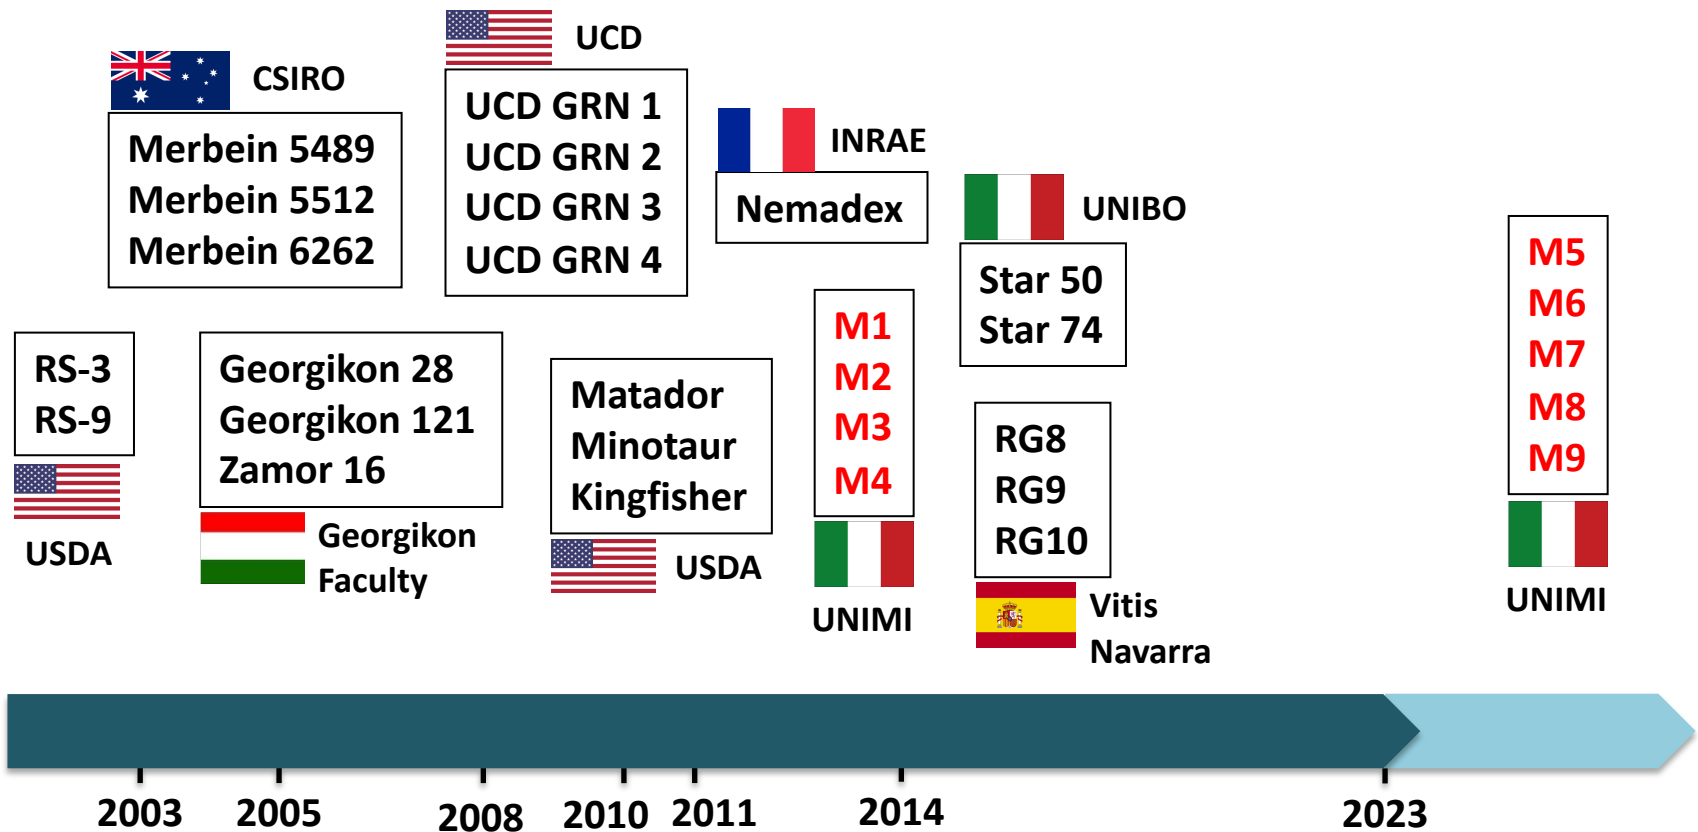 CSIRO
Merbein 5489
Merbein 5512
Merbein 6262
UCD
UCD GRN 1
UCD GRN 2
UCD GRN 3
UCD GRN 4
INRAE
Nemadex
UNIBO
Star 50
Star 74
M5
M6
M7
M8
M9
UNIMI
RS-3
RS-9
USDA
Georgikon 28
Georgikon 121
Zamor 16
Georgikon
Faculty
Matador
Minotaur
Kingfisher
USDA
M1
M2
M3
M4
UNIMI
RG8
RG9
RG10
Vitis
Navarra
2003
2005
2008
2010
2011
2014
2023